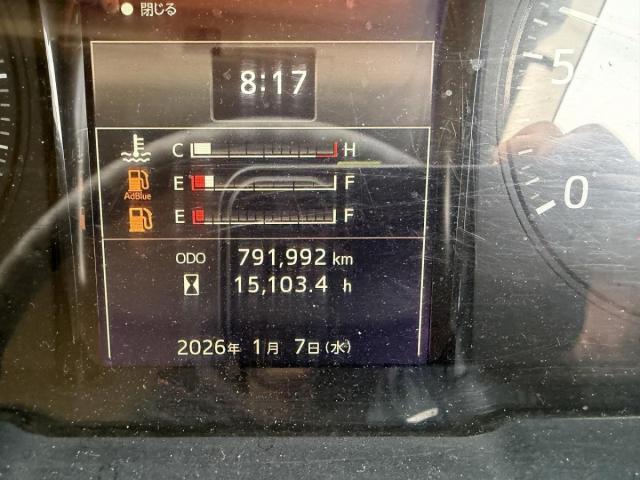 閉じる
8:17
C H
E F
AdBlue
E F
ODO 791,992 km
15,103.4 h
2026年 1月 7日(水)
5
0